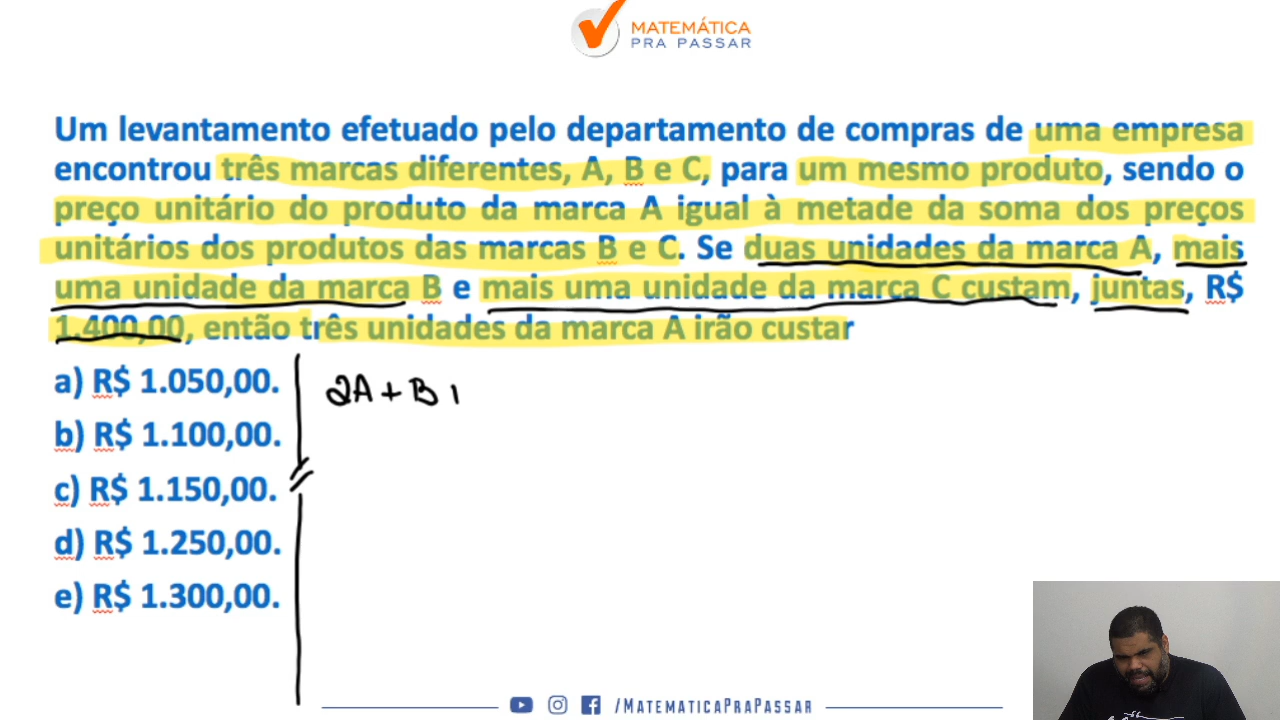 MATEMÁTICA
PRA PASSAR
Um levantamento efetuado pelo departamento de compras de uma empresa
encontrou três marcas diferentes, A, B e C, para um mesmo produto, sendo o
preço unitário do produto da marca A igual à metade da soma dos preços
unitários dos produtos das marcas B e C. Se duas unidades da marca A, mais
uma unidade da marca B e mais uma unidade da marca C custam, juntas, R$
1.400,00, então três unidades da marca A irão custar
a) R$ 1.050,00.
b) R$ 1.100,00.
c) R$ 1.150,00.
d) R$ 1.250,00.
e) R$ 1.300,00.
2A + B
/MATEMATICAPRAPASSAR